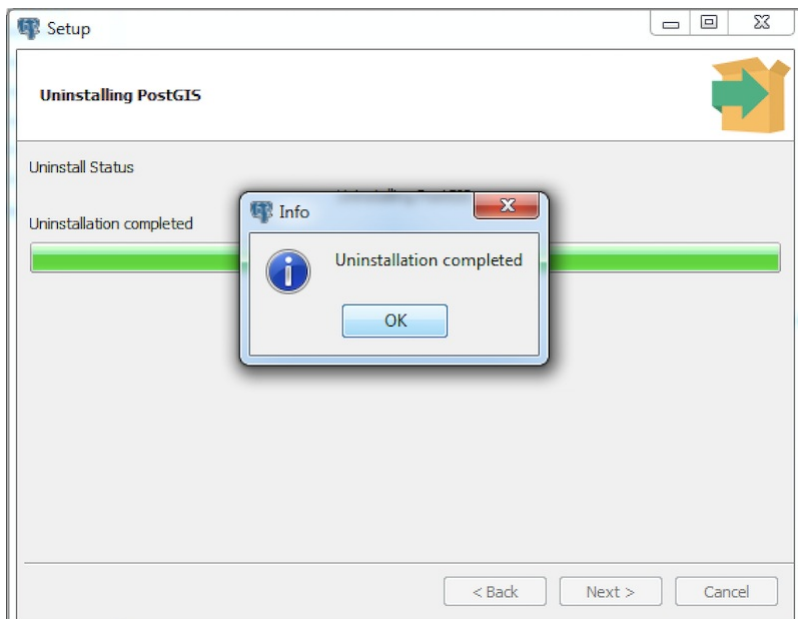 Setup
Uninstalling PostGIS
Uninstall Status
Uninstallation completed
Info
Uninstallation completed
OK
< Back
Next >
Cancel